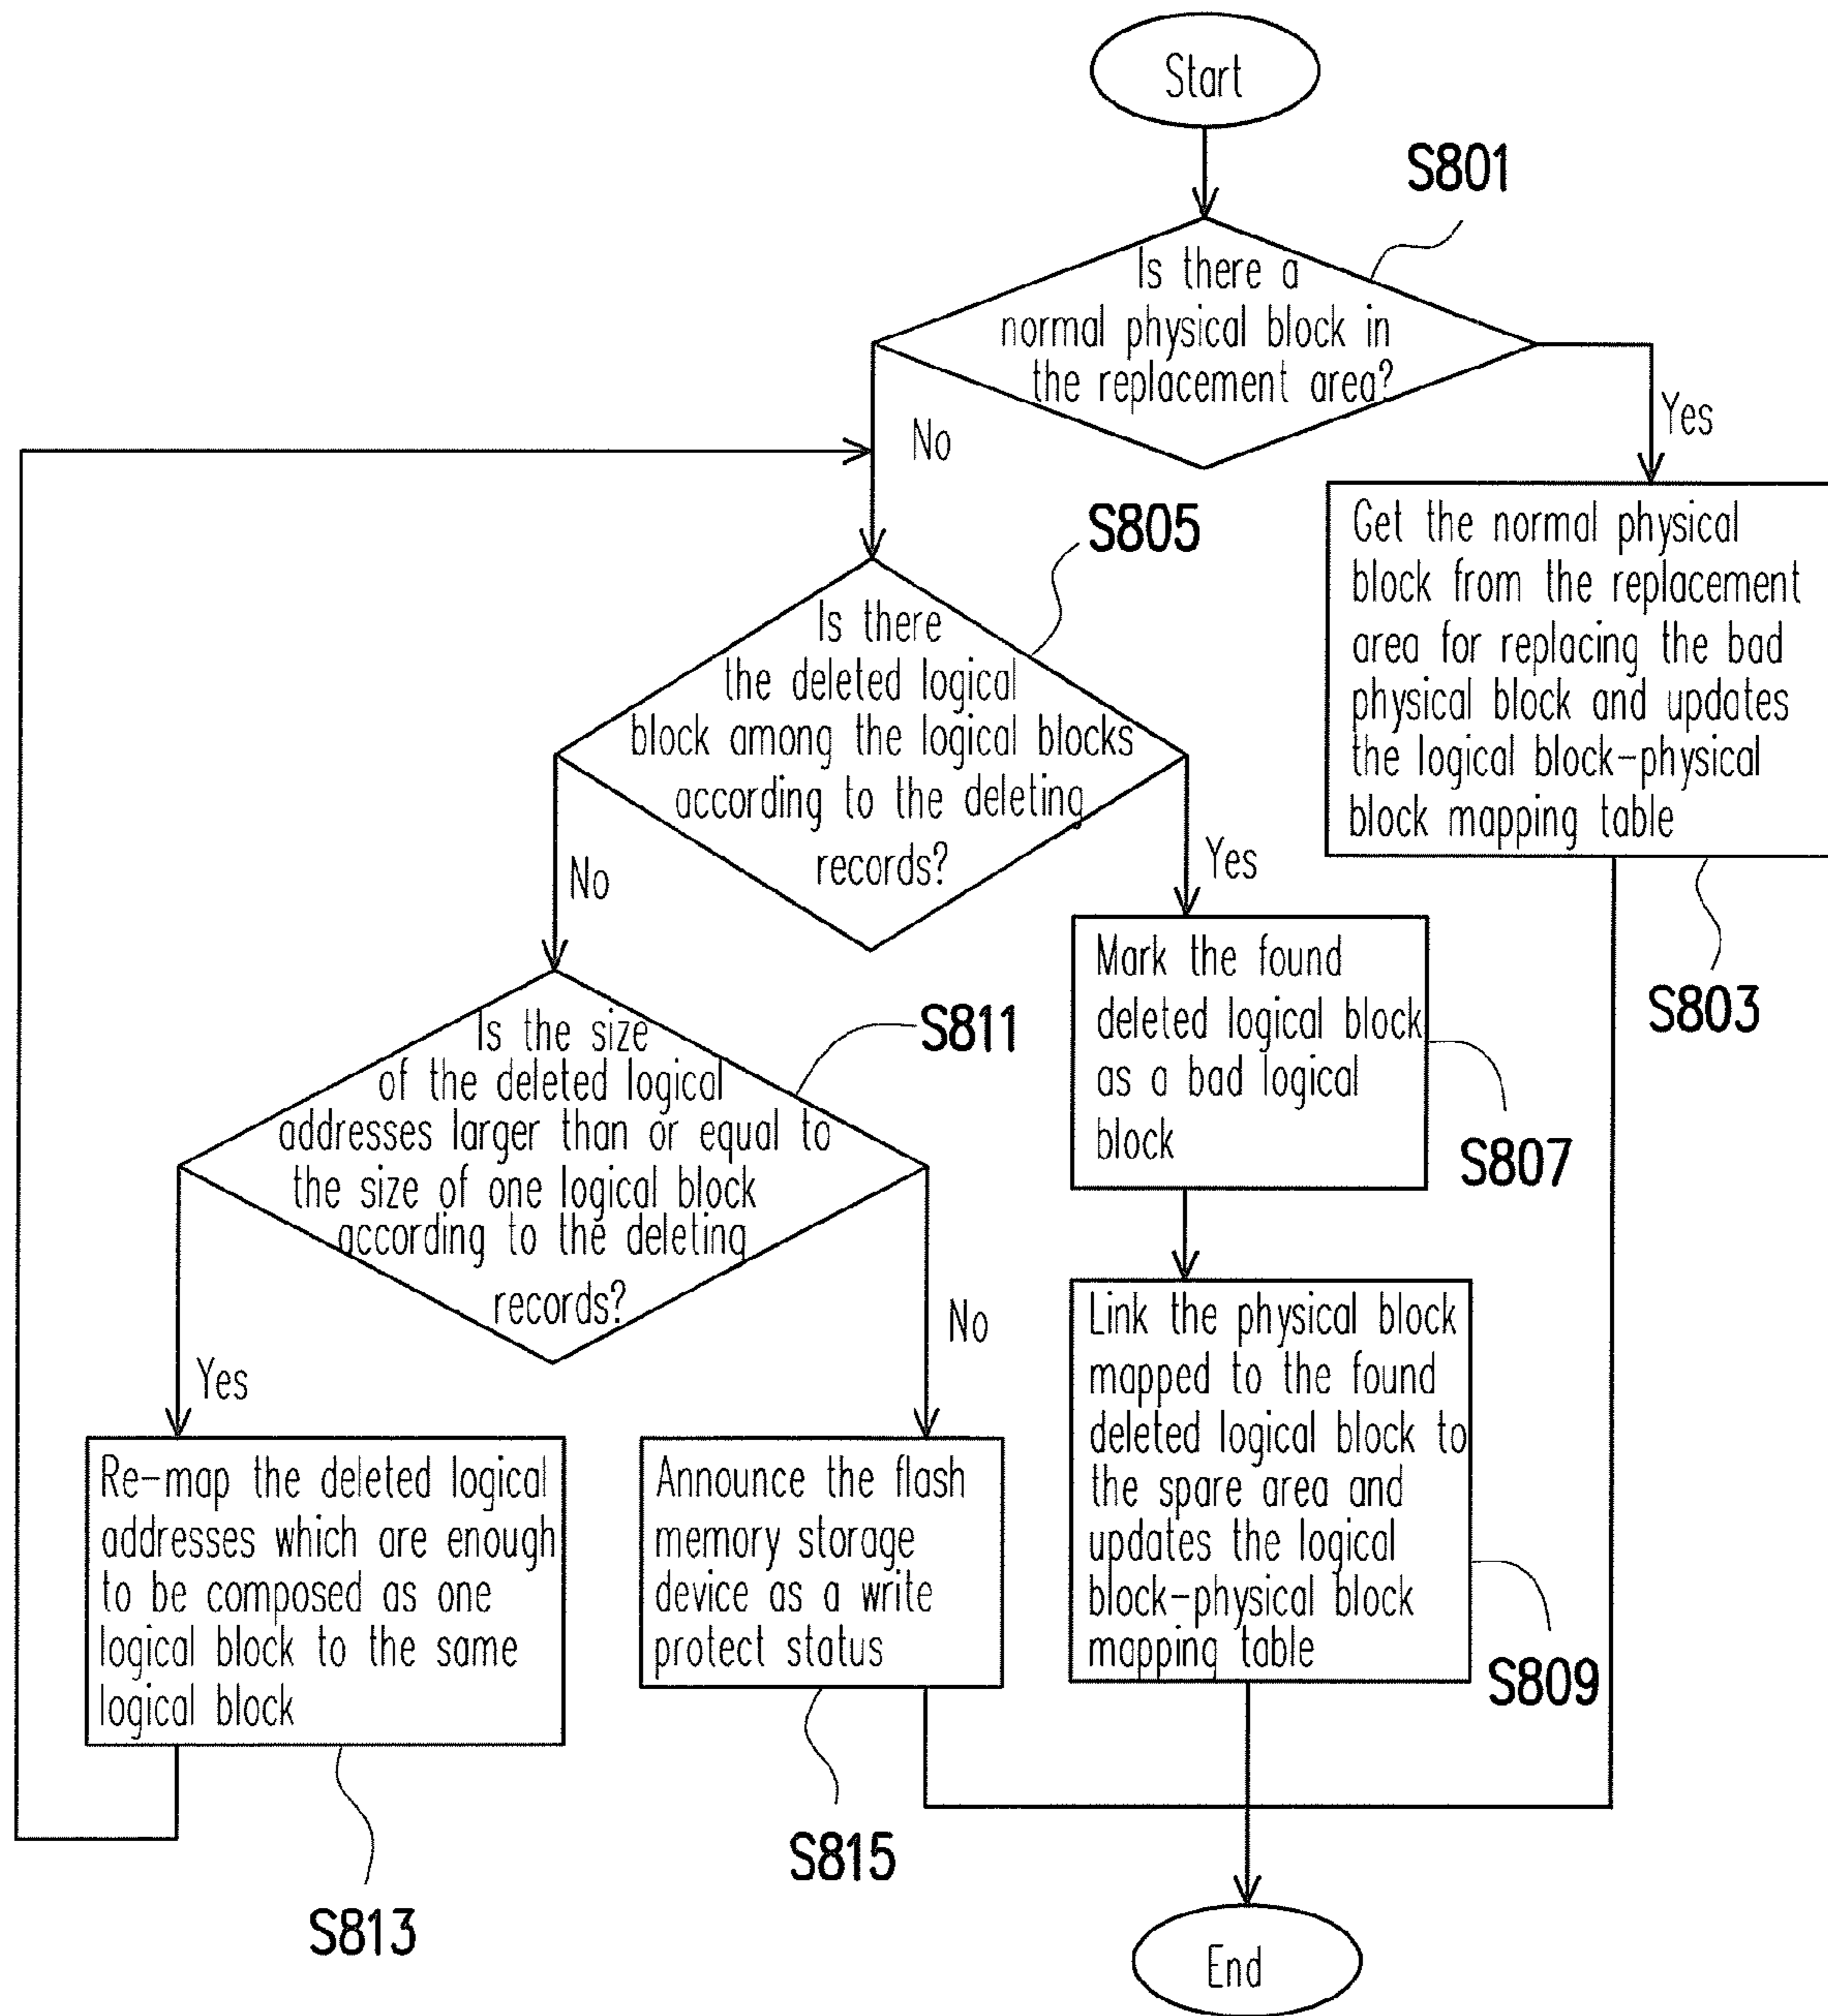 Start
S801
Is there a
normal physical block in
the replacement area?
No
Yes
S805
Is there
the deleted logical
block among the logical blocks
according to the deleting
records?
Get the normal physical
block from the replacement
area for replacing the bad
physical block and updates
the logical block-physical
block mapping table
S803
No
Yes
S811
Is the size
of the deleted logical
addresses larger than or equal to
the size of one logical block
according to the deleting
records?
Mark the found
deleted logical block
as a bad logical
block
S807
Yes
No
Link the physical block
mapped to the found
deleted logical block to
the spare area and
updates the logical
block-physical block
mapping table
S809
Re-map the deleted logical
addresses which are enough
to be composed as one
logical block to the same
logical block
S813
Announce the flash
memory storage
device as a write
protect status
S815
End